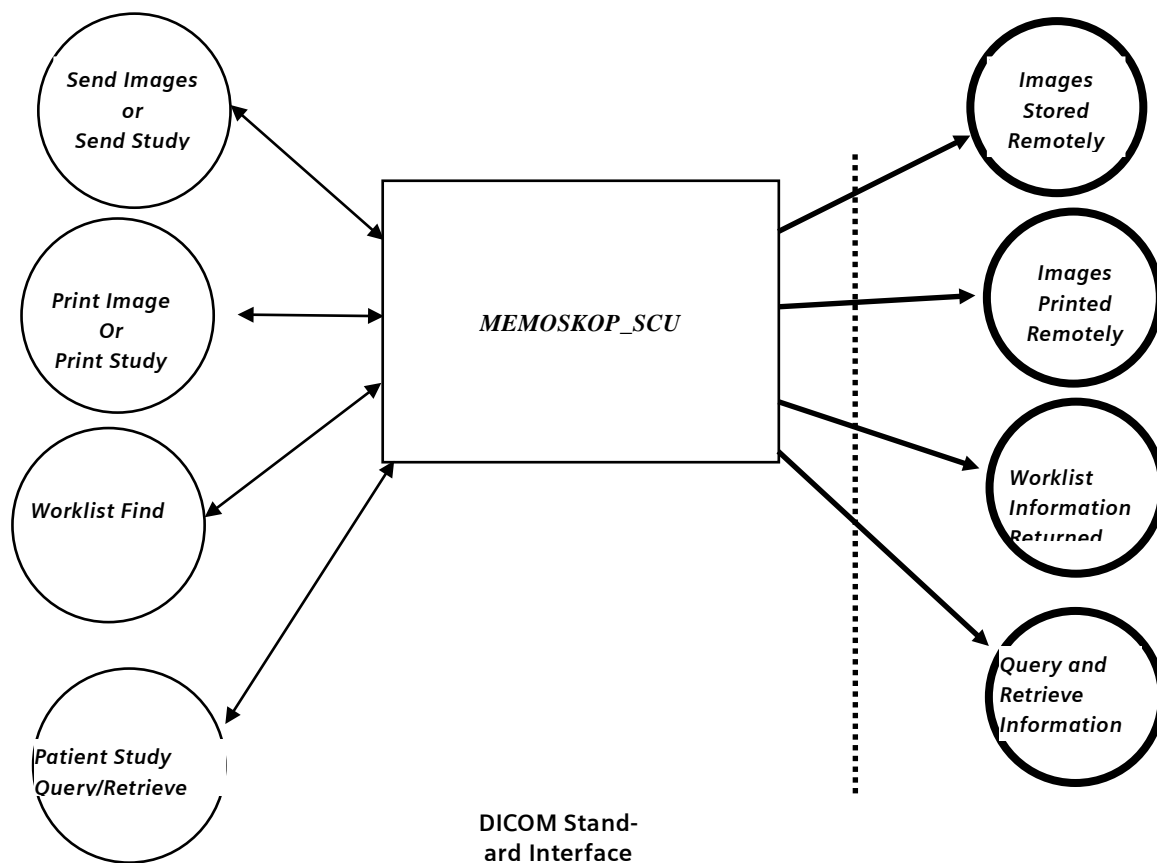 Send Images
or
Send Study
Print Image
Or
Print Study
Worklist Find
Patient Study
Query/Retrieve
MEMOSKOP_SCU
Images
Stored
Remotely
Images
Printed
Remotely
Worklist
Information
Returned
Query and
Retrieve
Information
DICOM Stand-
ard Interface